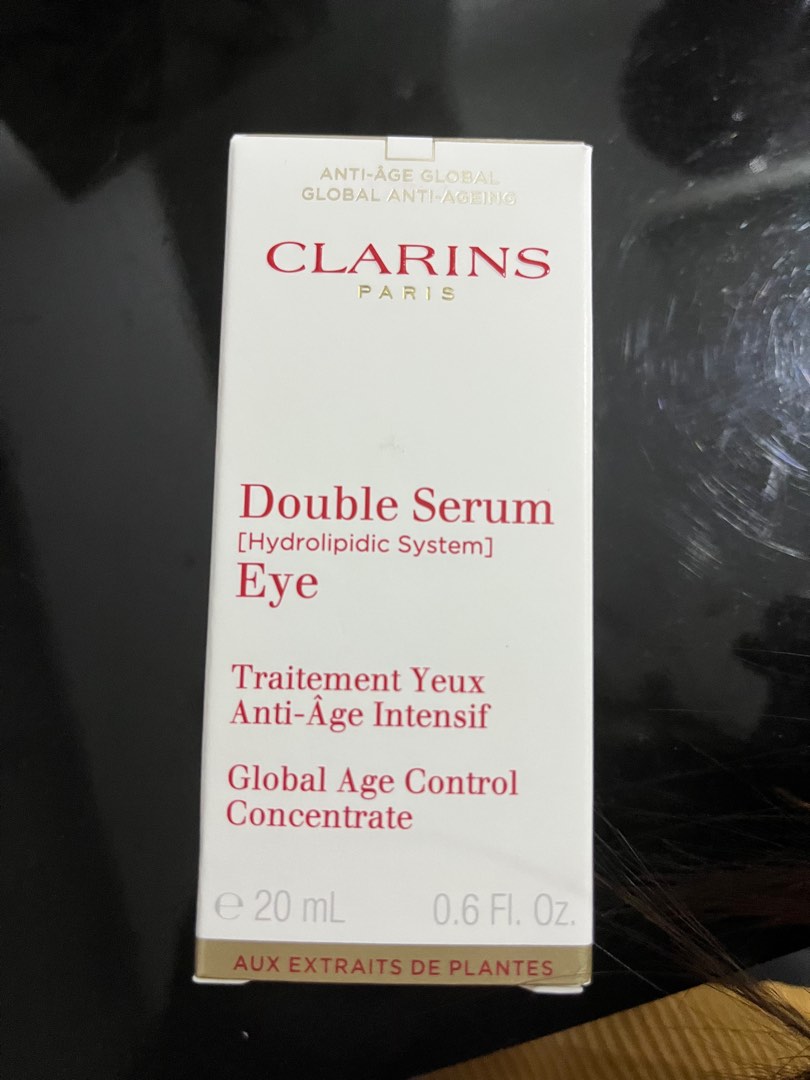 ANTI-ÂGE GLOBAL
GLOBAL ANTI-AGEING
CLARINS
PARIS
Double Serum
[Hydrolipidic System]
Eye
Traitement Yeux
Anti-Âge Intensif
Global Age Control
Concentrate
℮ 20 mL 0.6 Fl. Oz.
AUX EXTRAITS DE PLANTES